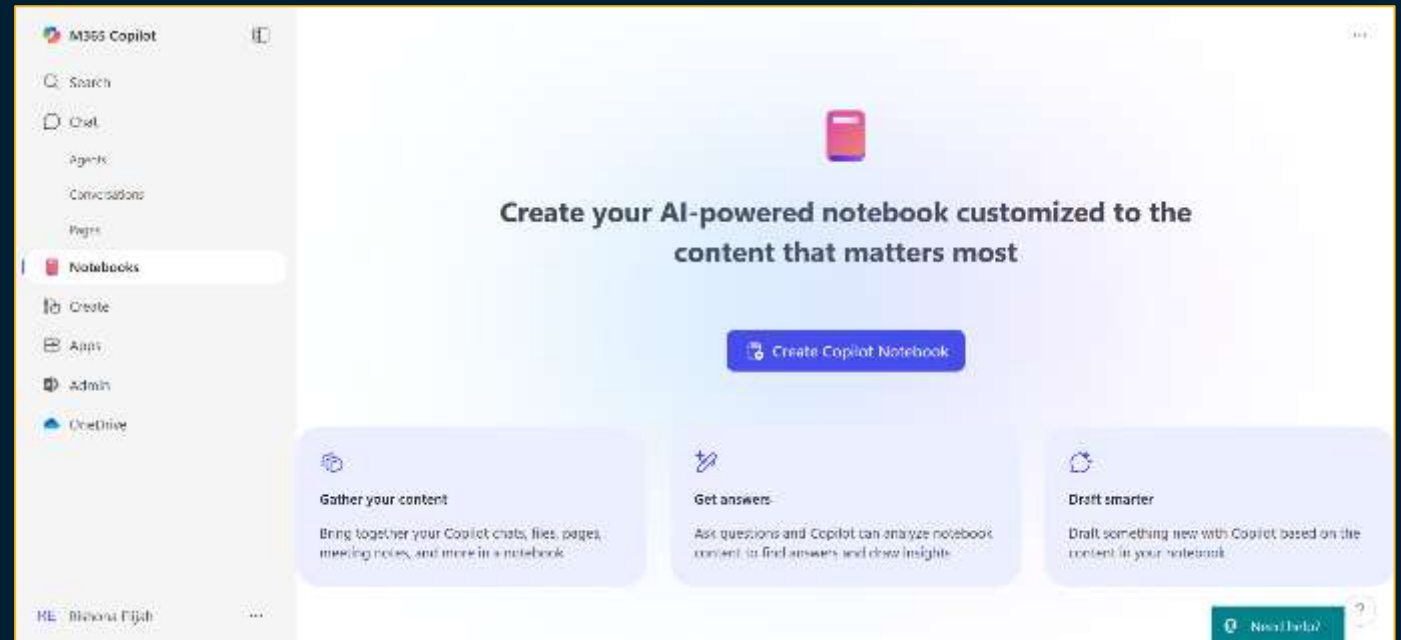 M365 Copilot
Search
Chat
Agents
Conversations
Pages
Notebooks
Create
Apps
Admin
OneDrive
Create your AI-powered notebook customized to the
content that matters most
Create Copilot Notebook
Gather your content
Bring together your Copilot chats, files, pages,
meeting notes, and more in a notebook
Get answers
Ask questions and Copilot can analyze notebook
content to find answers and draw insights
Draft smarter
Draft something new with Copilot based on the
content in your notebook
Elijah
Need help?
?